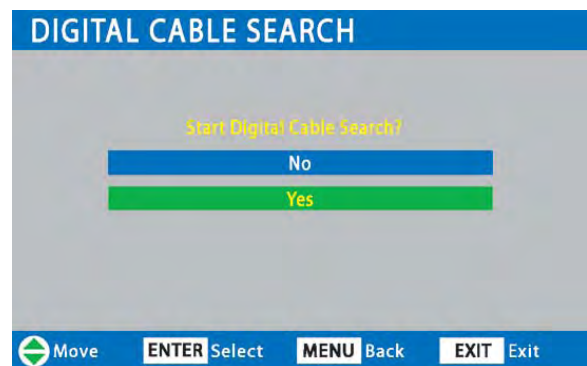 DIGITAL CABLE SEARCH
Start Digital Cable Search?
No
Yes
Move ENTER Select MENU Back EXIT Exit